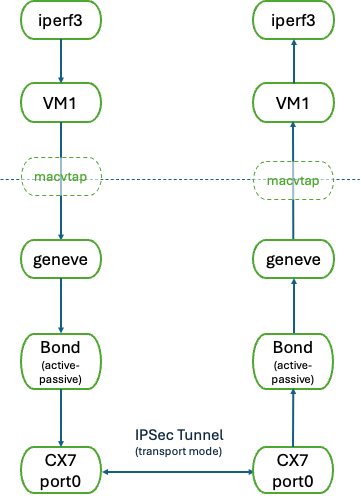 iperf3
iperf3
VM1
VM1
macvtap
macvtap
geneve
geneve
Bond
(active-
passive)
Bond
(active-
passive)
IPSec Tunnel
(transport mode)
CX7
port0
CX7
port0